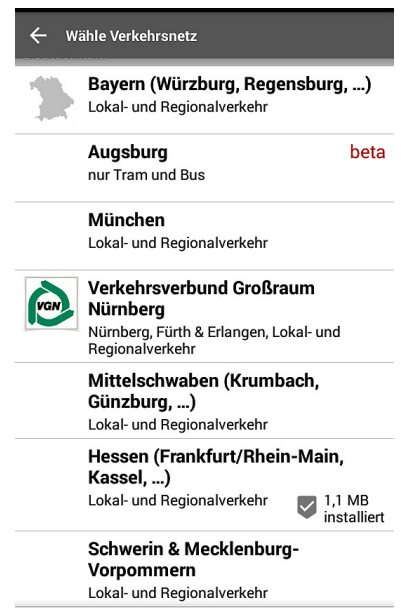 Wähle Verkehrsnetz
Bayern (Würzburg, Regensburg, ...)
Lokal- und Regionalverkehr
Augsburg
beta
nur Tram und Bus
München
Lokal- und Regionalverkehr
VGN
Verkehrsverbund Großraum
Nürnberg
Nürnberg, Fürth & Erlangen, Lokal- und
Regionalverkehr
Mittelschwaben (Krumbach,
Günzburg, ...)
Lokal- und Regionalverkehr
Hessen (Frankfurt/Rhein-Main,
Kassel, ...)
Lokal- und Regionalverkehr
1,1 MB
installiert
Schwerin & Mecklenburg-
Vorpommern
Lokal- und Regionalverkehr